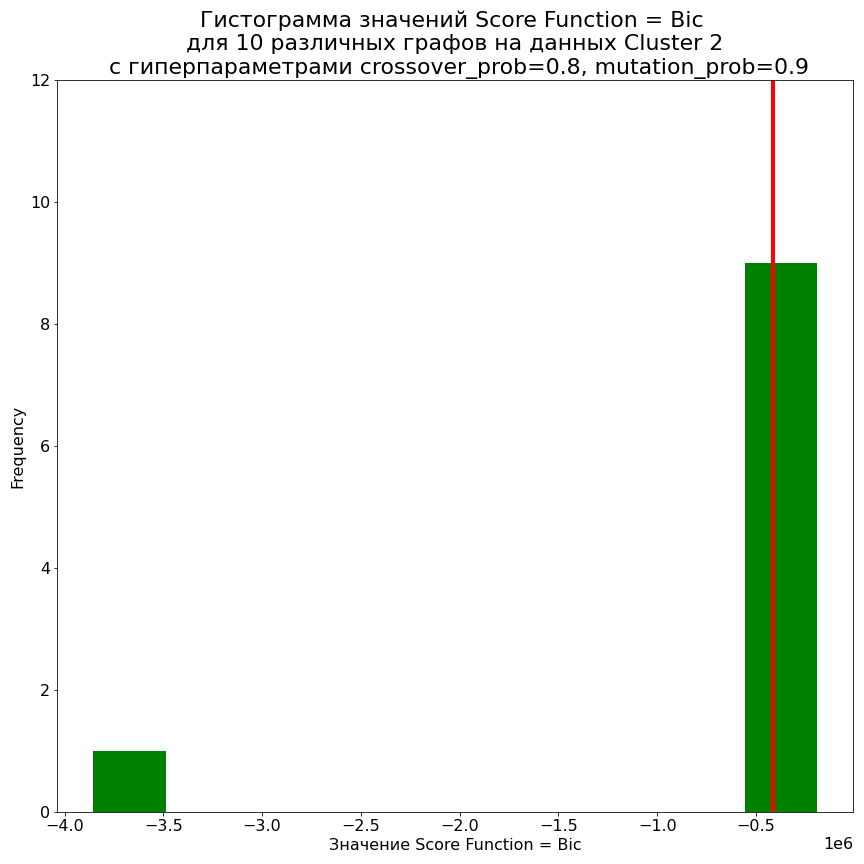 Гистограмма значений Score Function = Bic
для 10 различных графов на данных Cluster 2
с гиперпараметрами crossover_prob=0.8, mutation_prob=0.9
12
10
8
6
4
2
0
Frequency
−4.0 −3.5 −3.0 −2.5 −2.0 −1.5 −1.0 −0.5
1e6
Значение Score Function = Bic